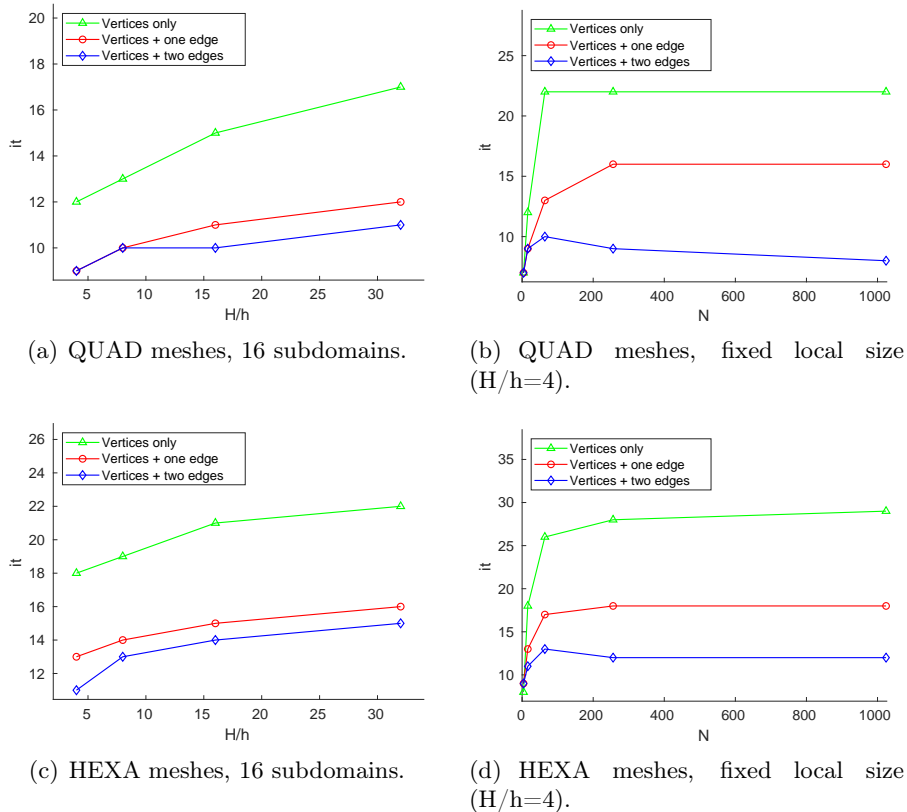 20
18
16
14
12
10
it
Vertices only
Vertices + one edge
Vertices + two edges
5 10 15 20 25 30
H/h
(a) QUAD meshes, 16 subdomains.
25
20
15
10
it
Vertices only
Vertices + one edge
Vertices + two edges
0 200 400 600 800 1000
N
(b) QUAD meshes, fixed local size
(H/h=4).
26
24
22
20
18
16
14
12
it
Vertices only
Vertices + one edge
Vertices + two edges
5 10 15 20 25 30
H/h
(c) HEXA meshes, 16 subdomains.
35
30
25
20
15
10
it
Vertices only
Vertices + one edge
Vertices + two edges
0 200 400 600 800 1000
N
(d) HEXA meshes, fixed local size
(H/h=4).